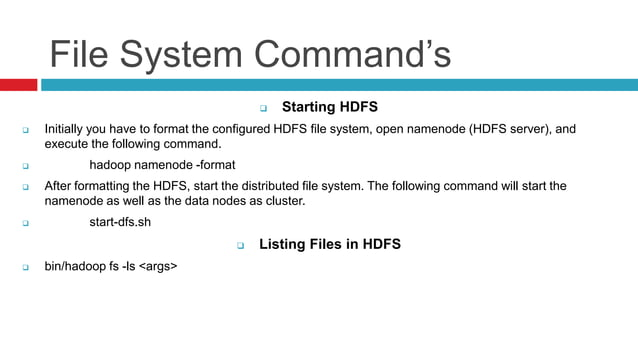 File System Command’s
Starting HDFS
Initially you have to format the configured HDFS file system, open namenode (HDFS server), and
execute the following command.
hadoop namenode -format
After formatting the HDFS, start the distributed file system. The following command will start the
namenode as well as the data nodes as cluster.
start-dfs.sh
Listing Files in HDFS
bin/hadoop fs -ls <args>